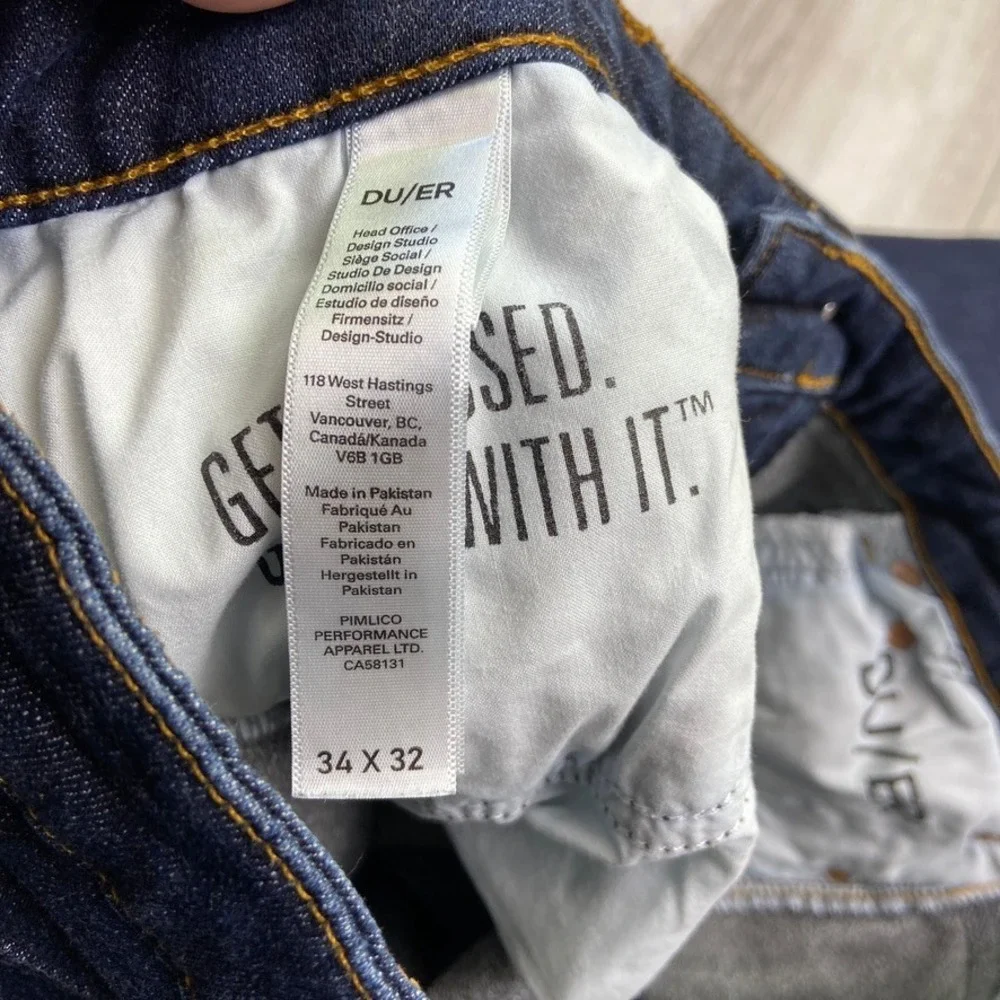 DU/ER
Head Office /
Design Studio
Siège Social /
Studio De Design
Domicilio social /
Estudio de diseño
Firmensitz /
Design-Studio
118 West Hastings
Street
Vancouver, BC,
Canadá/Kanada
V6B 1GB
Made in Pakistan
Fabriqué Au
Pakistan
Fabricado en
Pakistán
Hergestellt in
Pakistan
PIMLICO
PERFORMANCE
APPAREL LTD.
CA58131
34 X 32
GET
WITH IT.™
DU/ER